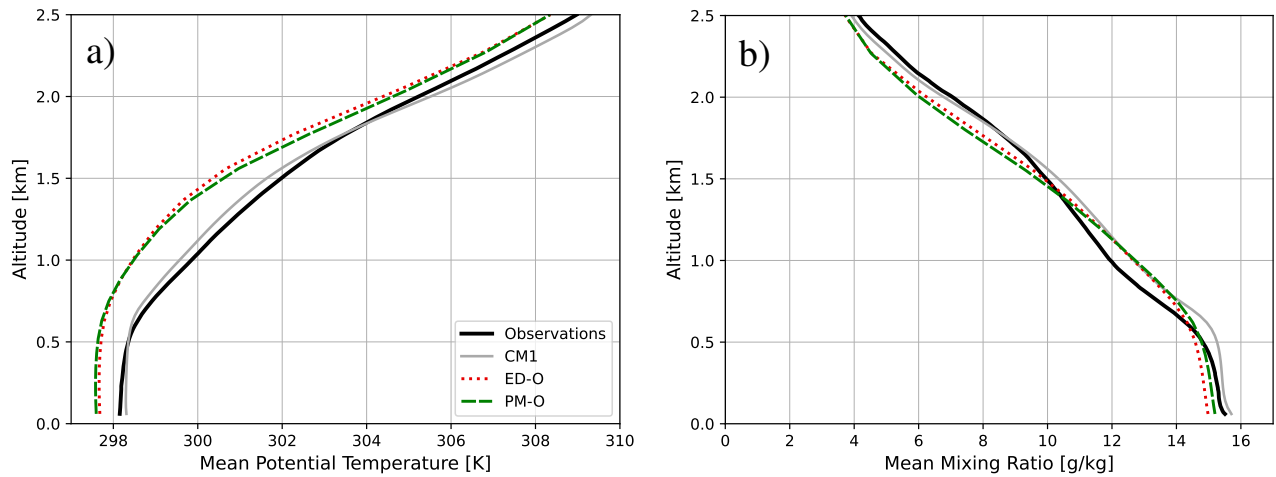 a)
2.5
2.0
1.5
1.0
0.5
0.0
Altitude [km]
298
300
302
304
306
308
310
Mean Potential Temperature [K]
Observations
CM1
ED-O
PM-O
b)
2.5
2.0
1.5
1.0
0.5
0.0
Altitude [km]
0
2
4
6
8
10
12
14
16
Mean Mixing Ratio [g/kg]